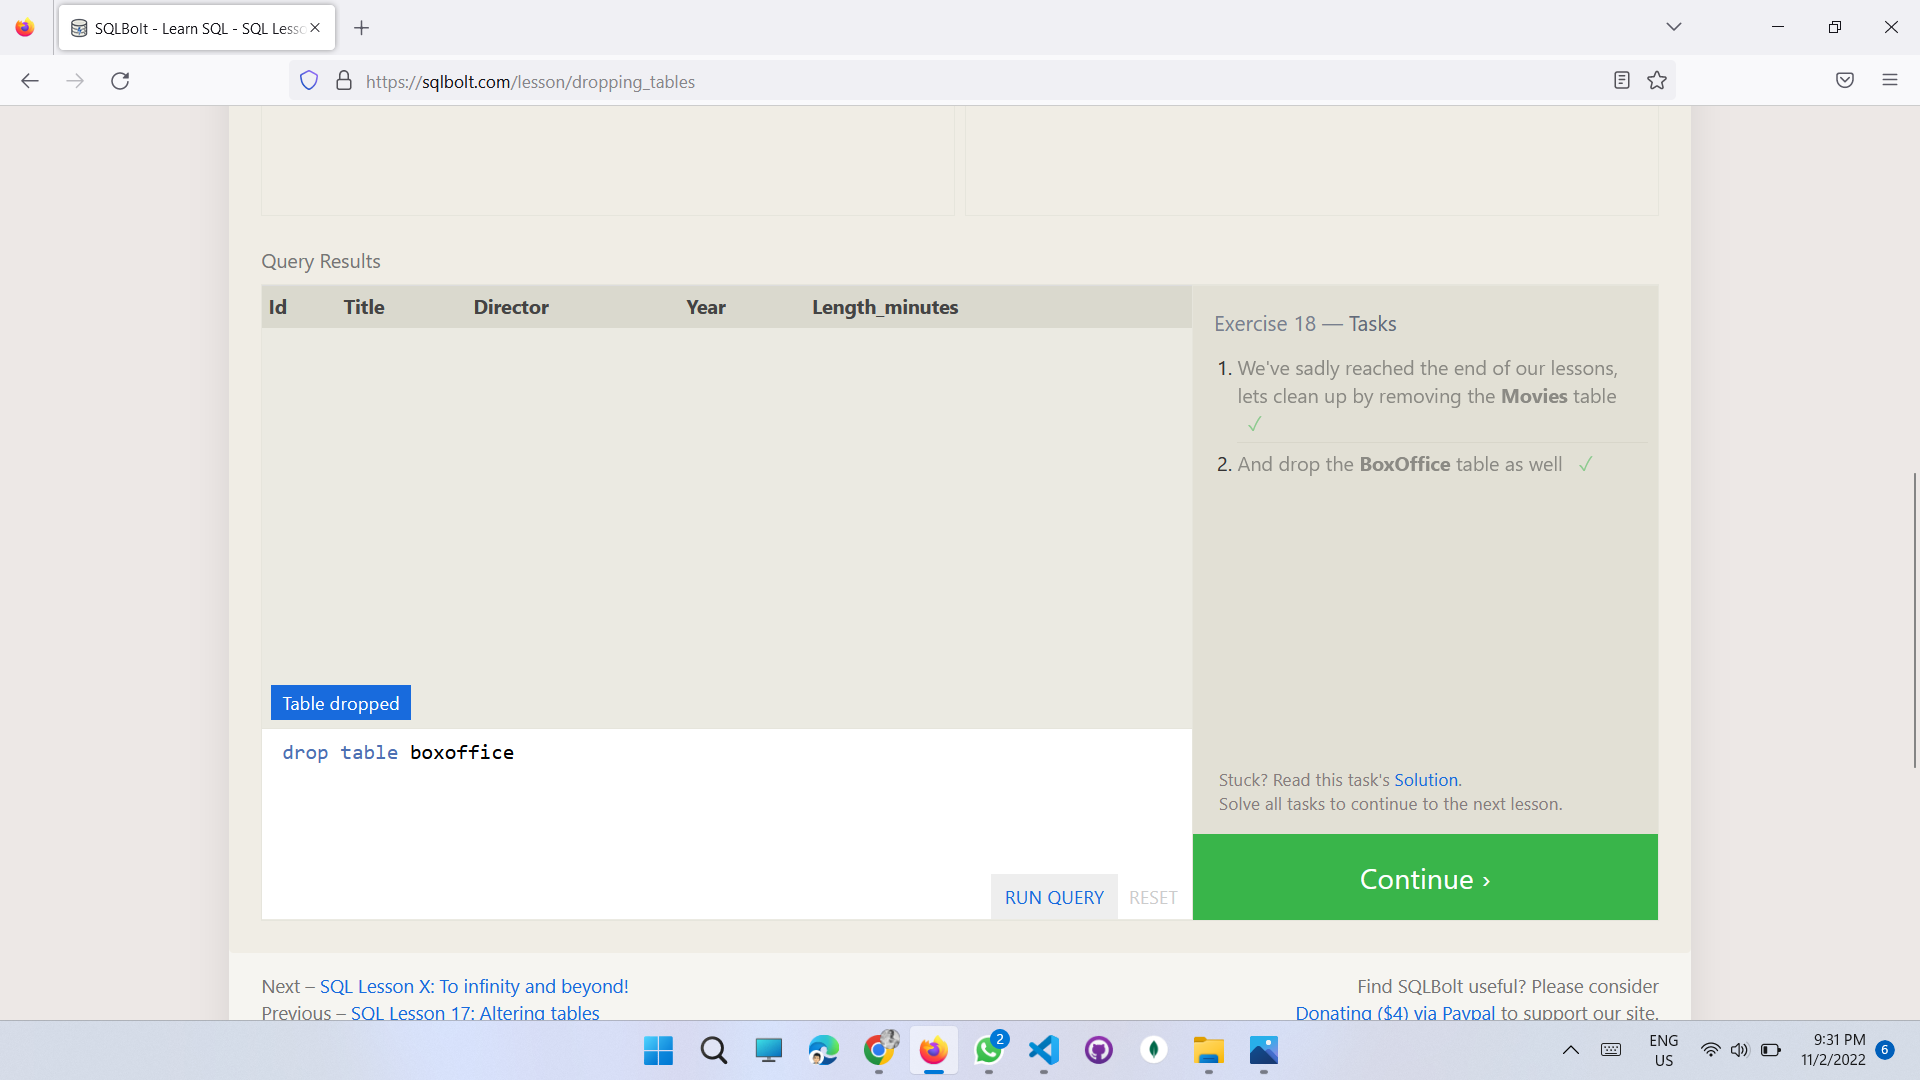 SQLBolt - Learn SQL - SQL Lesso
https://sqlbolt.com/lesson/dropping_tables
Query Results
Id Title Director Year Length_minutes
Exercise 18 — Tasks
1. We've sadly reached the end of our lessons,
lets clean up by removing the Movies table
✓
2. And drop the BoxOffice table as well ✓
Table dropped
drop table boxoffice
Stuck? Read this task's Solution.
Solve all tasks to continue to the next lesson.
RUN QUERY RESET
Continue ›
Next – SQL Lesson X: To infinity and beyond!
Previous – SQL Lesson 17: Altering tables
Find SQLBolt useful? Please consider
Donating ($4) via Paypal to support our site.
2
ENG
US
9:31 PM
11/2/2022
6